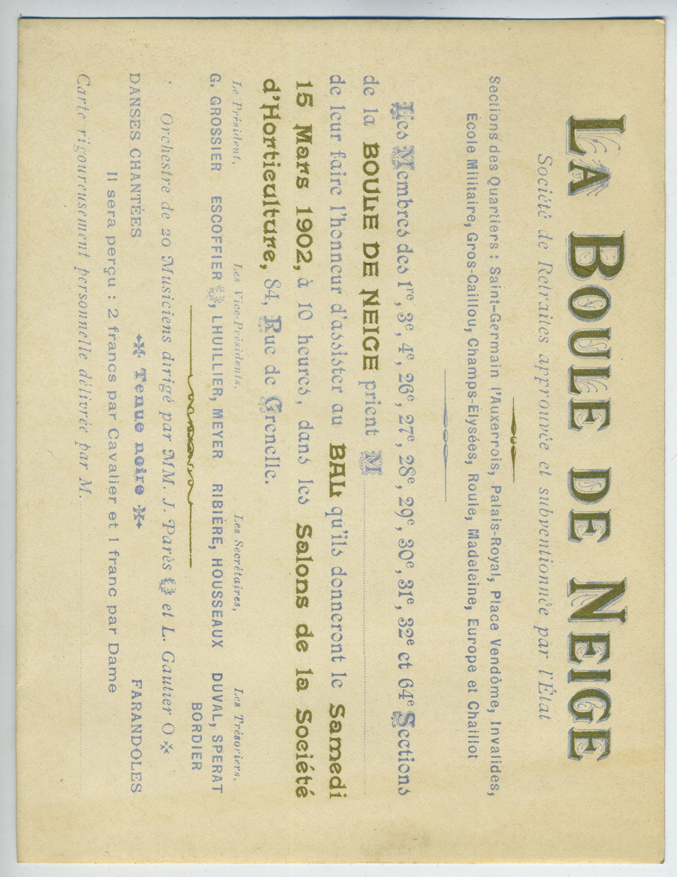 LA BOULE DE NEIGE
Société de Retraites approuvée et subventionnée par l'État
Sections des Quartiers : Saint-Germain l'Auxerrois, Palais-Royal, Place Vendôme, Invalides,
École Militaire, Gros-Caillou, Champs-Élysées, Roule, Madeleine, Europe et Chaillot
Les Membres des 1re, 3e, 4e, 26e, 27e, 28e, 29e, 30e, 31e, 32e et 64e Sections
de la BOULE DE NEIGE prient M
de leur faire l'honneur d'assister au BAL qu'ils donneront le Samedi
15 Mars 1902, à 10 heures, dans les Salons de la Société
d'Horticulture, 84, Rue de Grenelle.
Le Président, Les Vice-Présidents, Les Secrétaires, Les Trésoriers,
G. GROSSIER ESCOFFIER, LHUILLIER, MEYER RIBIÈRE, HOUSSEAUX DUVAL, SPERAT
BORDIER
Orchestre de 20 Musiciens dirigé par MM. J. Parès et L. Gautier O
DANSES CHANTÉES Tenue noire FARANDOLES
Il sera perçu : 2 francs par Cavalier et 1 franc par Dame
Carte rigoureusement personnelle délivrée par M.